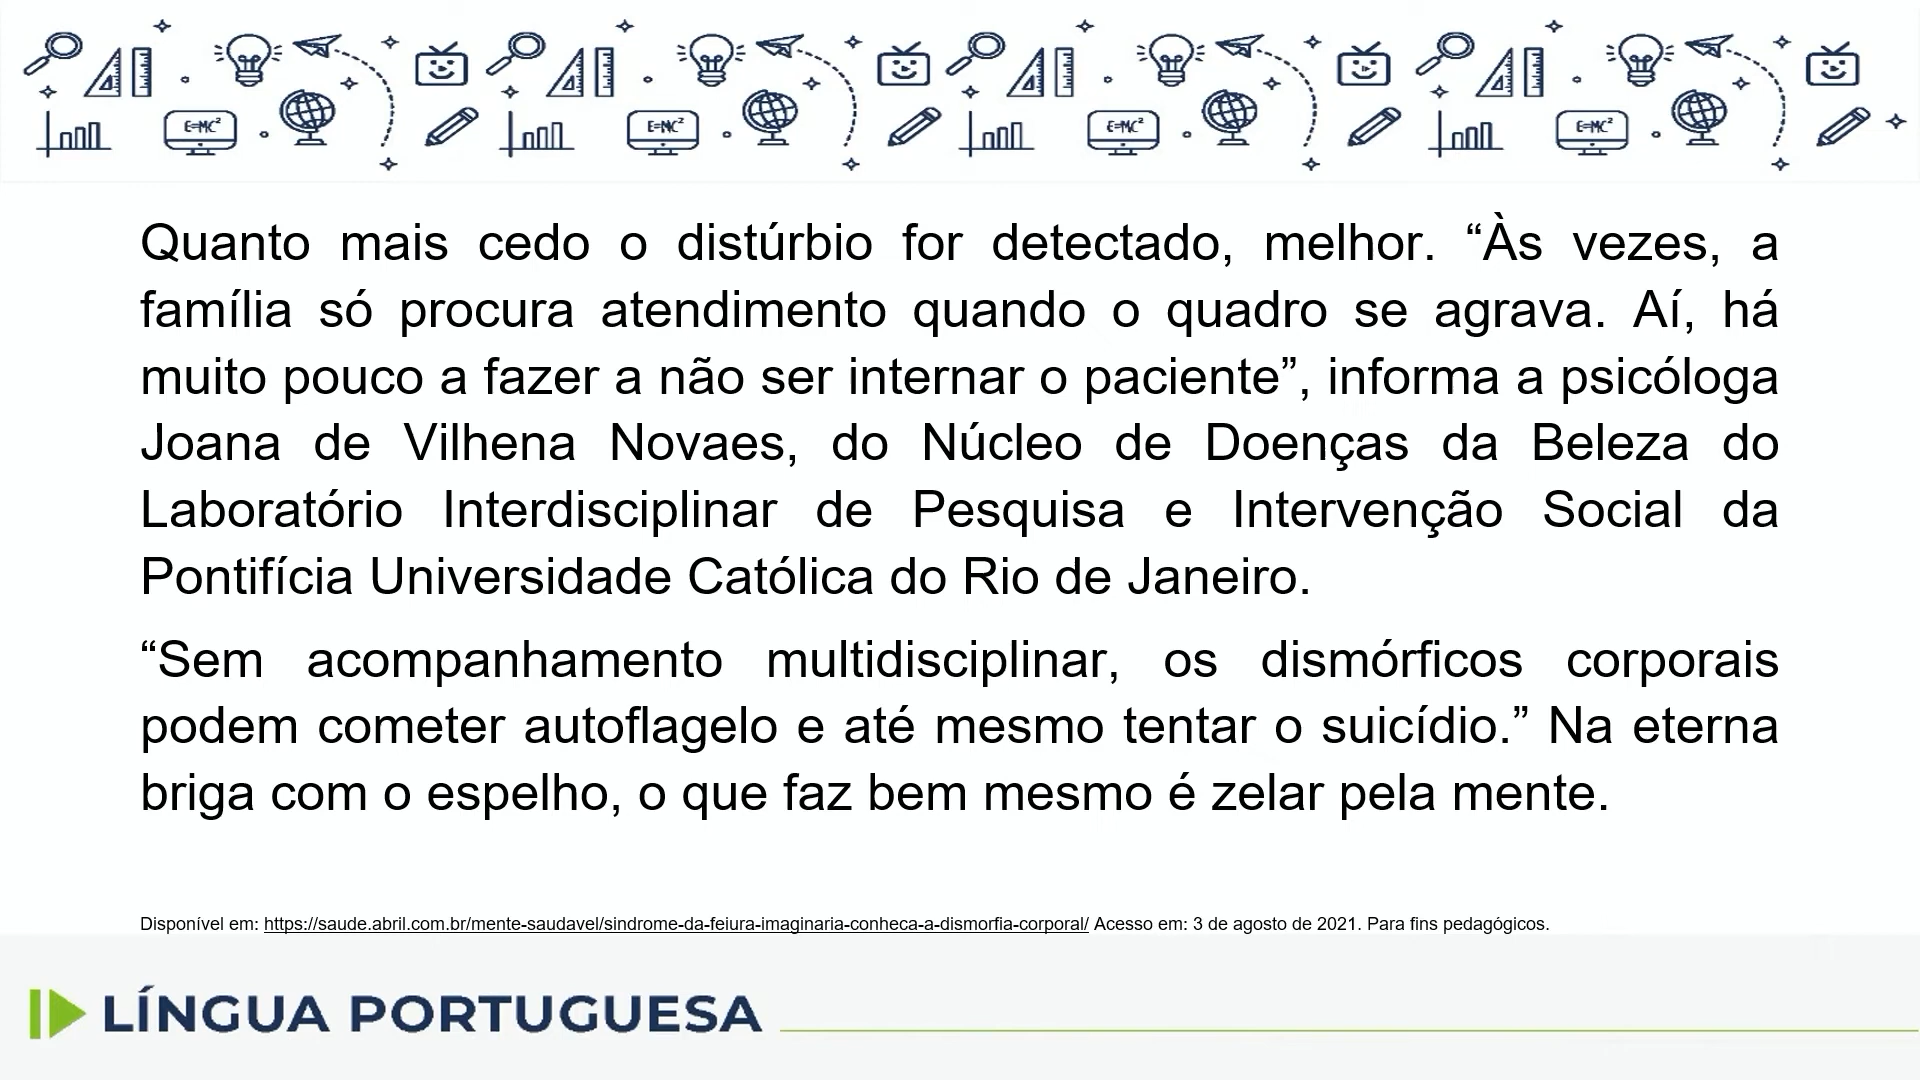 E=MC²
E=MC²
E=MC²
E=MC²
Quanto mais cedo o distúrbio for detectado, melhor. “Às vezes, a
família só procura atendimento quando o quadro se agrava. Aí, há
muito pouco a fazer a não ser internar o paciente”, informa a psicóloga
Joana de Vilhena Novaes, do Núcleo de Doenças da Beleza do
Laboratório Interdisciplinar de Pesquisa e Intervenção Social da
Pontifícia Universidade Católica do Rio de Janeiro.
“Sem acompanhamento multidisciplinar, os dismórficos corporais
podem cometer autoflagelo e até mesmo tentar o suicídio.” Na eterna
briga com o espelho, o que faz bem mesmo é zelar pela mente.
Disponível em: https://saude.abril.com.br/mente-saudavel/sindrome-da-feiura-imaginaria-conheca-a-dismorfia-corporal/ Acesso em: 3 de agosto de 2021. Para fins pedagógicos.
LÍNGUA PORTUGUESA